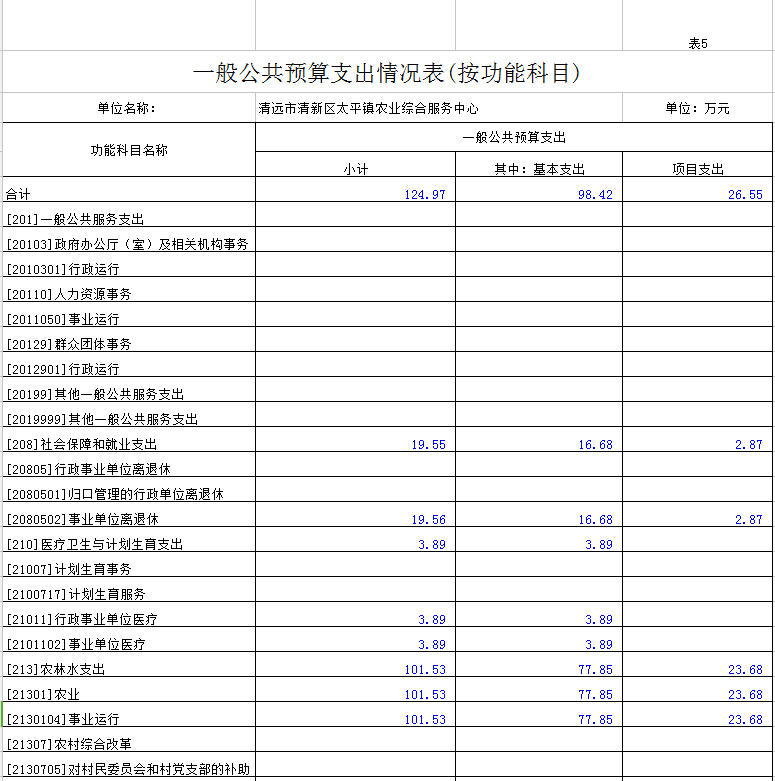 表5
一般公共预算支出情况表(按功能科目)
单位名称： 清远市清新区太平镇农业综合服务中心 单位：万元
功能科目名称 一般公共预算支出
小计 其中：基本支出 项目支出
合计 124.97 98.42 26.55
[201]一般公共服务支出
[20103]政府办公厅（室）及相关机构事务
[2010301]行政运行
[20110]人力资源事务
[2011050]事业运行
[20129]群众团体事务
[2012901]行政运行
[20199]其他一般公共服务支出
[2019999]其他一般公共服务支出
[208]社会保障和就业支出 19.55 16.68 2.87
[20805]行政事业单位离退休
[2080501]归口管理的行政单位离退休
[2080502]事业单位离退休 19.56 16.68 2.87
[210]医疗卫生与计划生育支出 3.89 3.89
[21007]计划生育事务
[2100717]计划生育服务
[21011]行政事业单位医疗 3.89 3.89
[2101102]事业单位医疗 3.89 3.89
[213]农林水支出 101.53 77.85 23.68
[21301]农业 101.53 77.85 23.68
[2130104]事业运行 101.53 77.85 23.68
[21307]农村综合改革
[2130705]对村民委员会和村党支部的补助